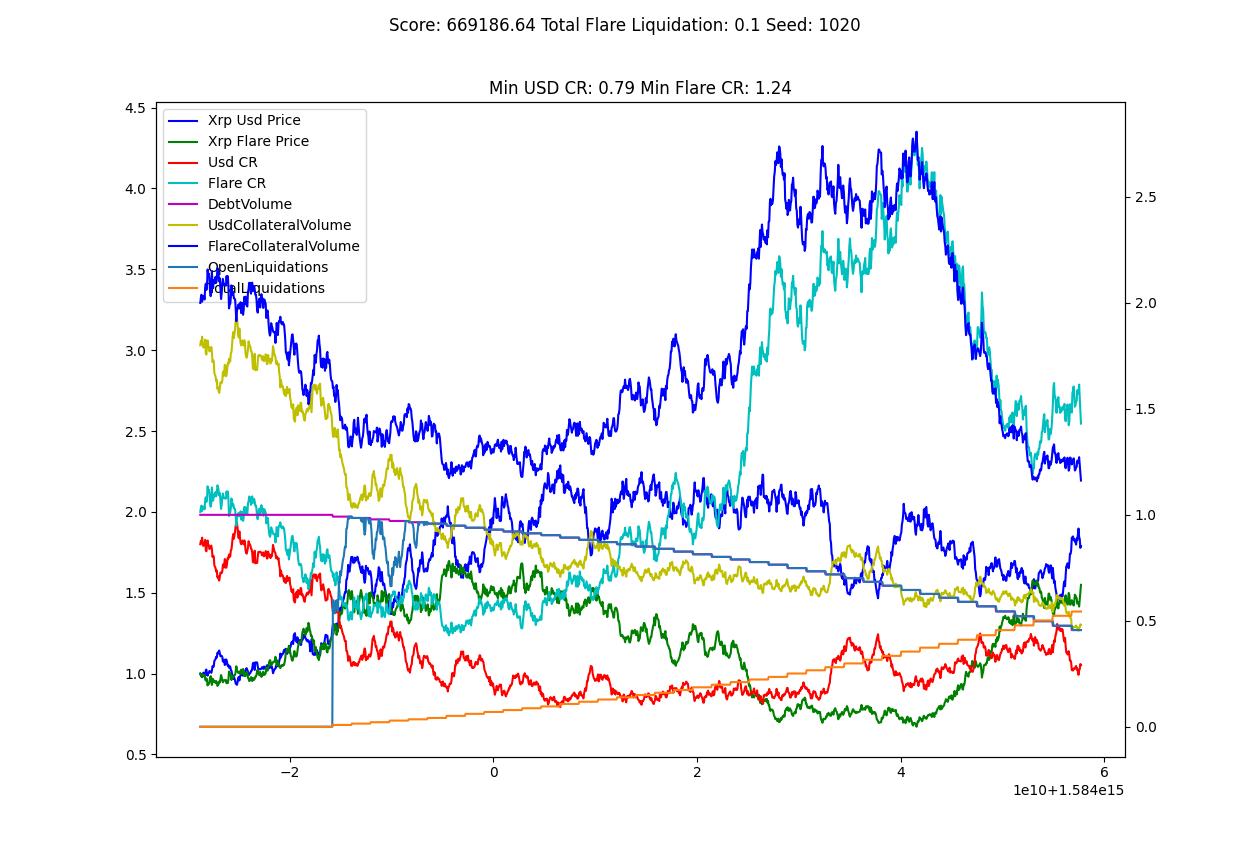 Score: 669186.64 Total Flare Liquidation: 0.1 Seed: 1020
Min USD CR: 0.79 Min Flare CR: 1.24
4.5
4.0
3.5
3.0
2.5
2.0
1.5
1.0
0.5
Xrp Usd Price
Xrp Flare Price
Usd CR
Flare CR
DebtVolume
UsdCollateralVolume
FlareCollateralVolume
OpenLiquidations
TotalLiquidations
2.5
2.0
1.5
1.0
0.5
0.0
−2 0 2 4 6
1e10+1.584e15